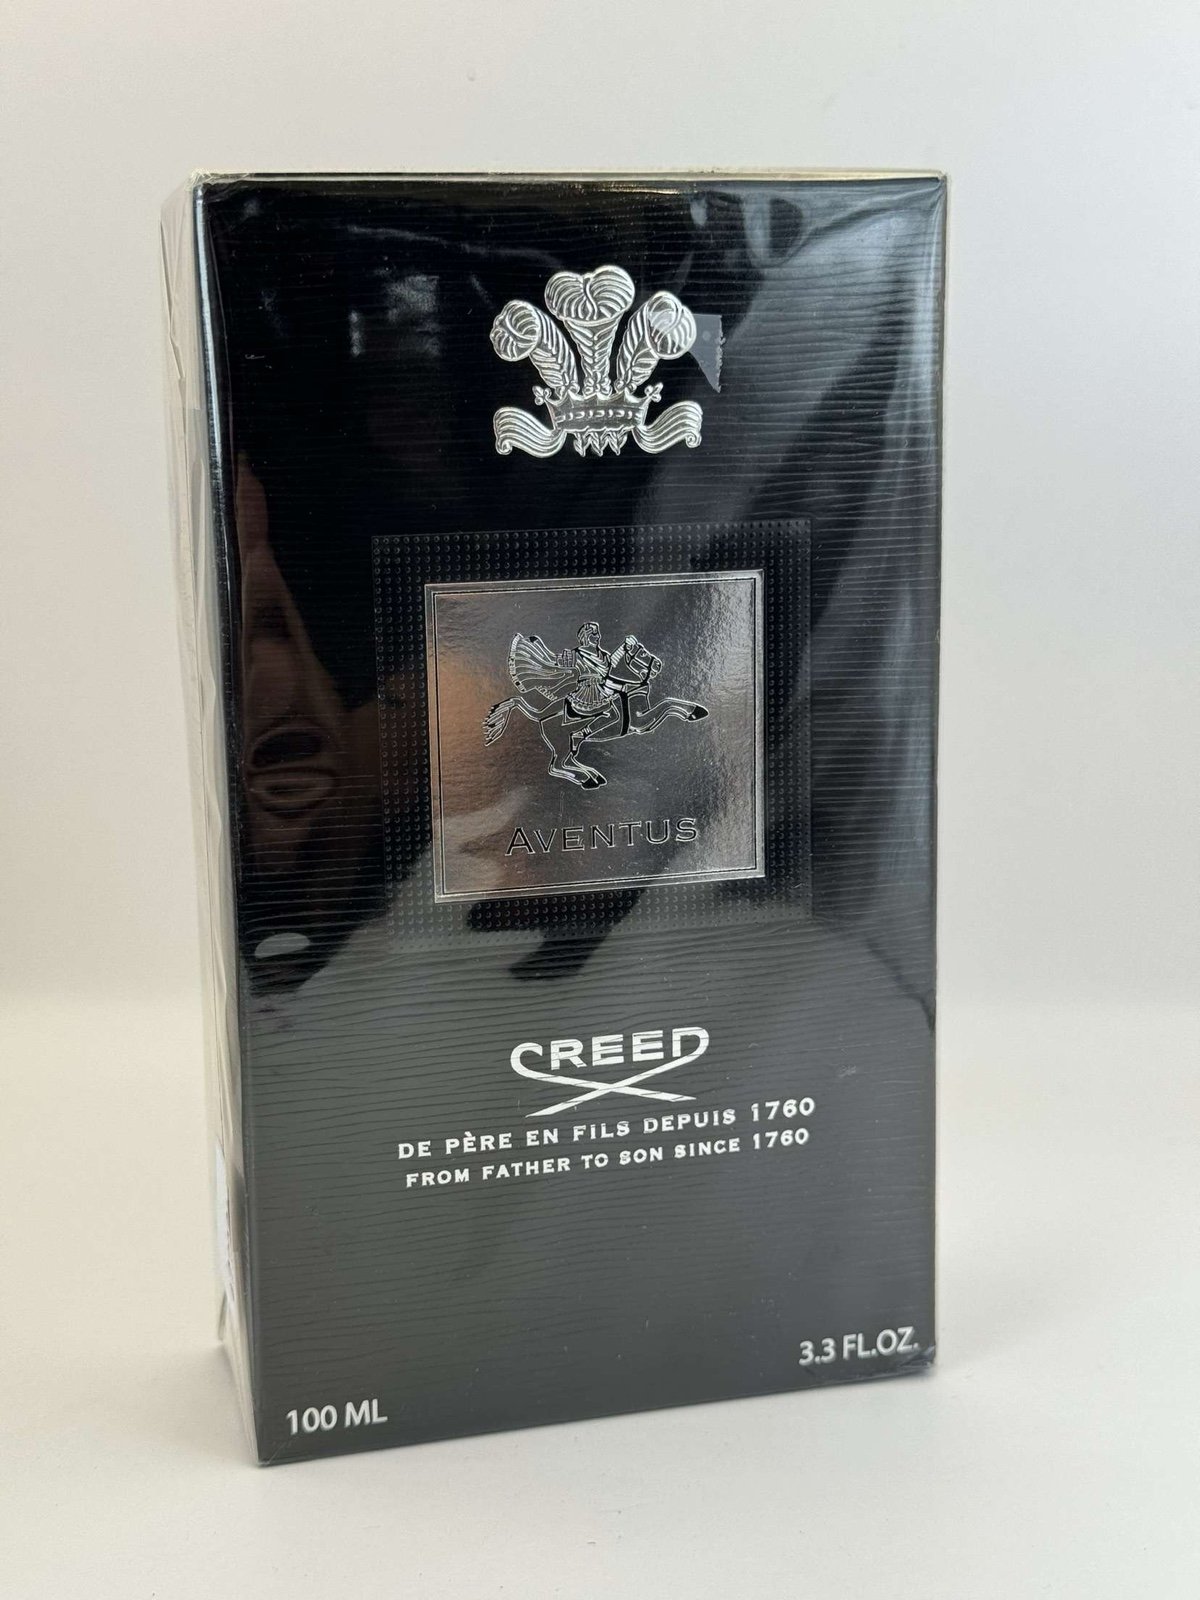 AVENTUS
CREED
DE PÈRE EN FILS DEPUIS 1760
FROM FATHER TO SON SINCE 1760
3.3 FL.OZ.
100 ML